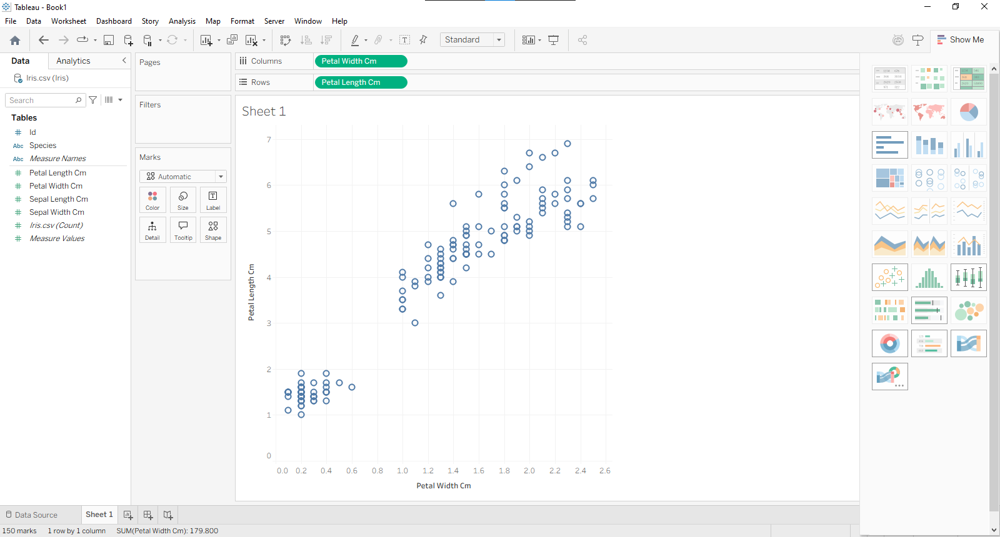 Tableau - Book1
File Data Worksheet Dashboard Story Analysis Map Format Server Window Help
Standard
Show Me
Data Analytics
Iris.csv (Iris)
Search
Tables
Id
Abc Species
Abc Measure Names
Petal Length Cm
Petal Width Cm
Sepal Length Cm
Sepal Width Cm
Iris.csv (Count)
Measure Values
Pages
Filters
Marks
Automatic
Color Size Label
Detail Tooltip Shape
Columns Petal Width Cm
Rows Petal Length Cm
Sheet 1
7
6
5
4
3
2
1
0
Petal Length Cm
0.0 0.2 0.4 0.6 0.8 1.0 1.2 1.4 1.6 1.8 2.0 2.2 2.4 2.6
Petal Width Cm
Data Source Sheet 1
150 marks 1 row by 1 column SUM(Petal Width Cm): 179.800